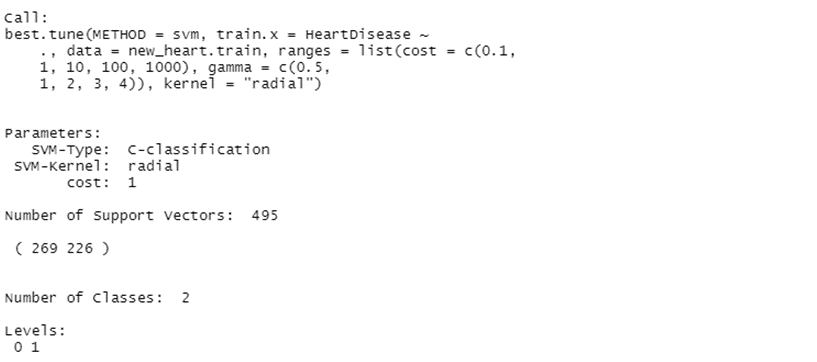 Call:
best.tune(METHOD = svm, train.x = HeartDisease ~
    ., data = new_heart.train, ranges = list(cost = c(0.1,
    1, 10, 100, 1000), gamma = c(0.5,
    1, 2, 3, 4)), kernel = "radial")
Parameters:
   SVM-Type:  C-classification
 SVM-Kernel:  radial
       cost:  1
Number of Support Vectors:  495
 ( 269 226 )
Number of Classes:  2
Levels:
 0 1